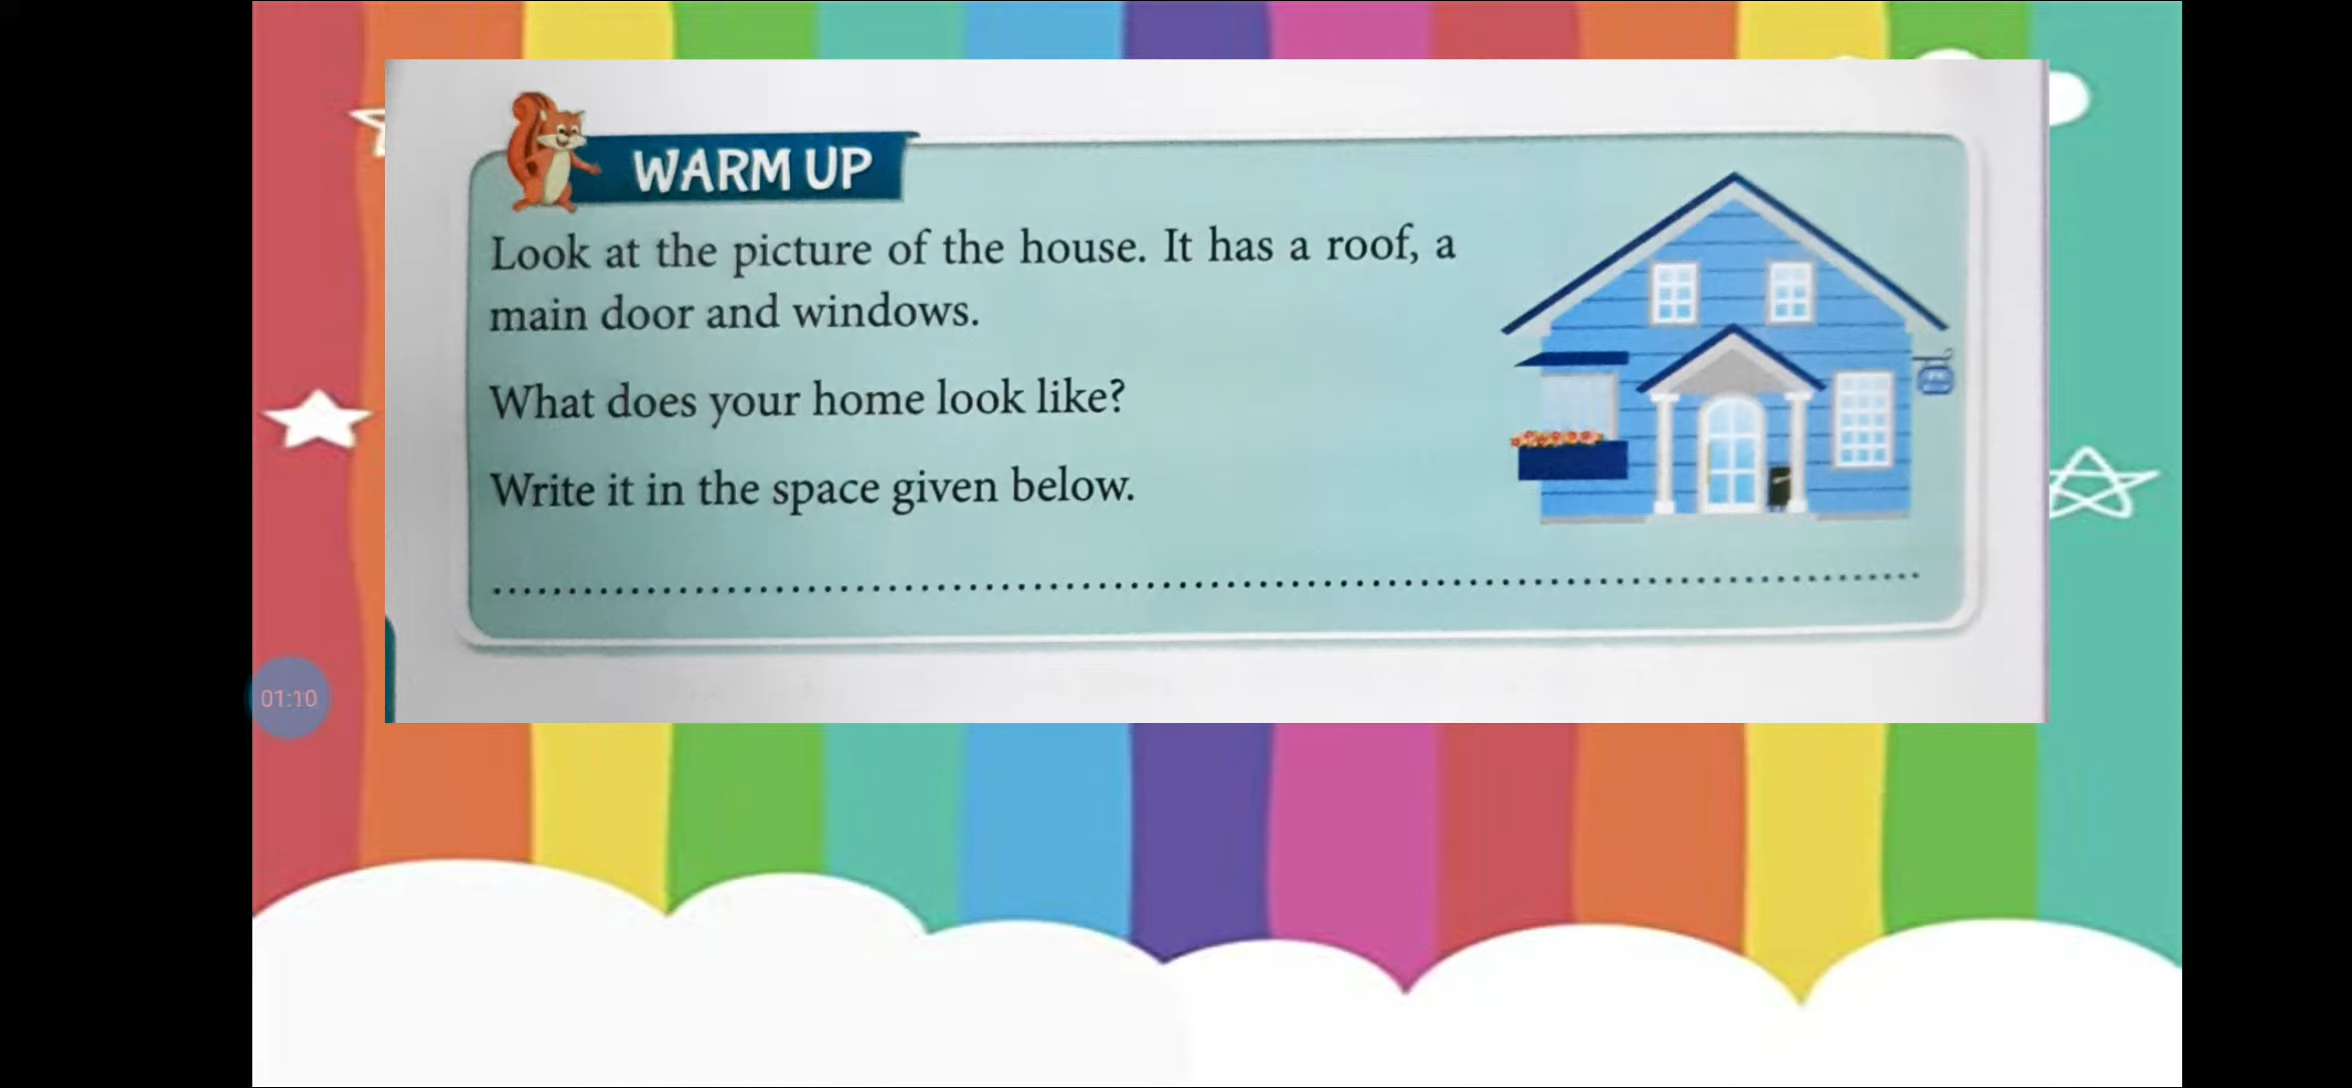 WARM UP
Look at the picture of the house. It has a roof, a
main door and windows.
What does your home look like?
Write it in the space given below.
01:10